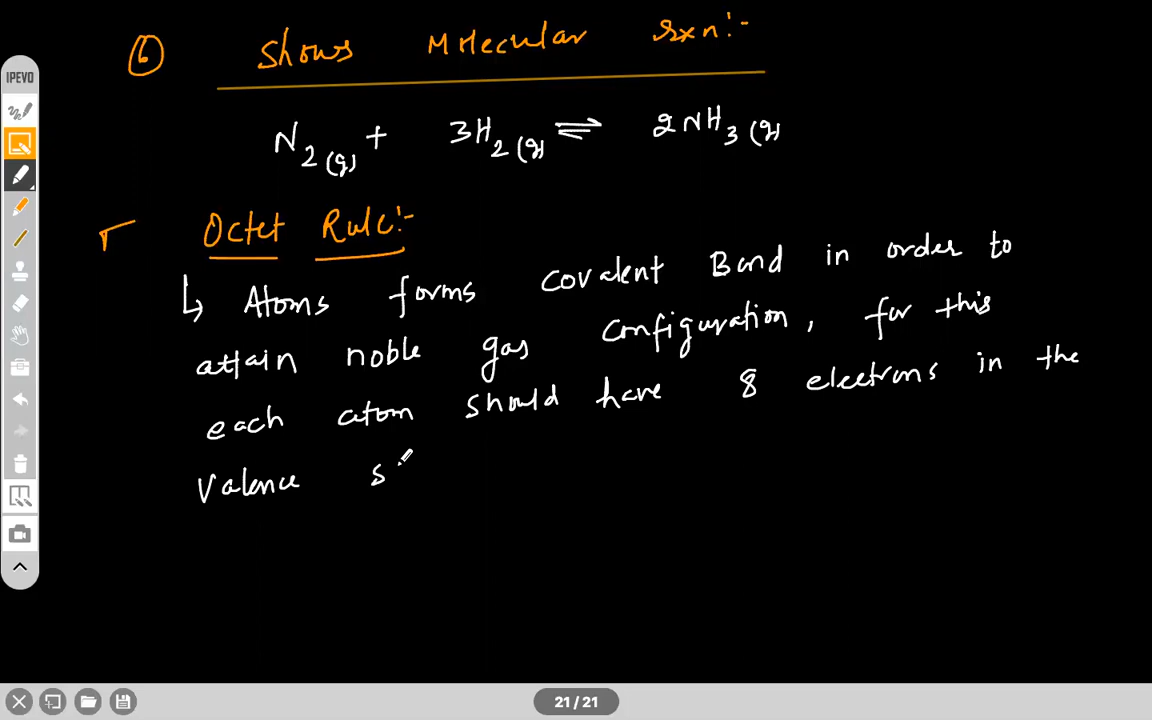 IPEVO
⑥ Shows Molecular rxn:-
N2(g) + 3H2(g) ⇌ 2NH3(g)
Octet Rule:-
↳ Atoms forms covalent Bond in order to
attain noble gas configuration, for this
each atom should have 8 electrons in the
Valence s
21/21